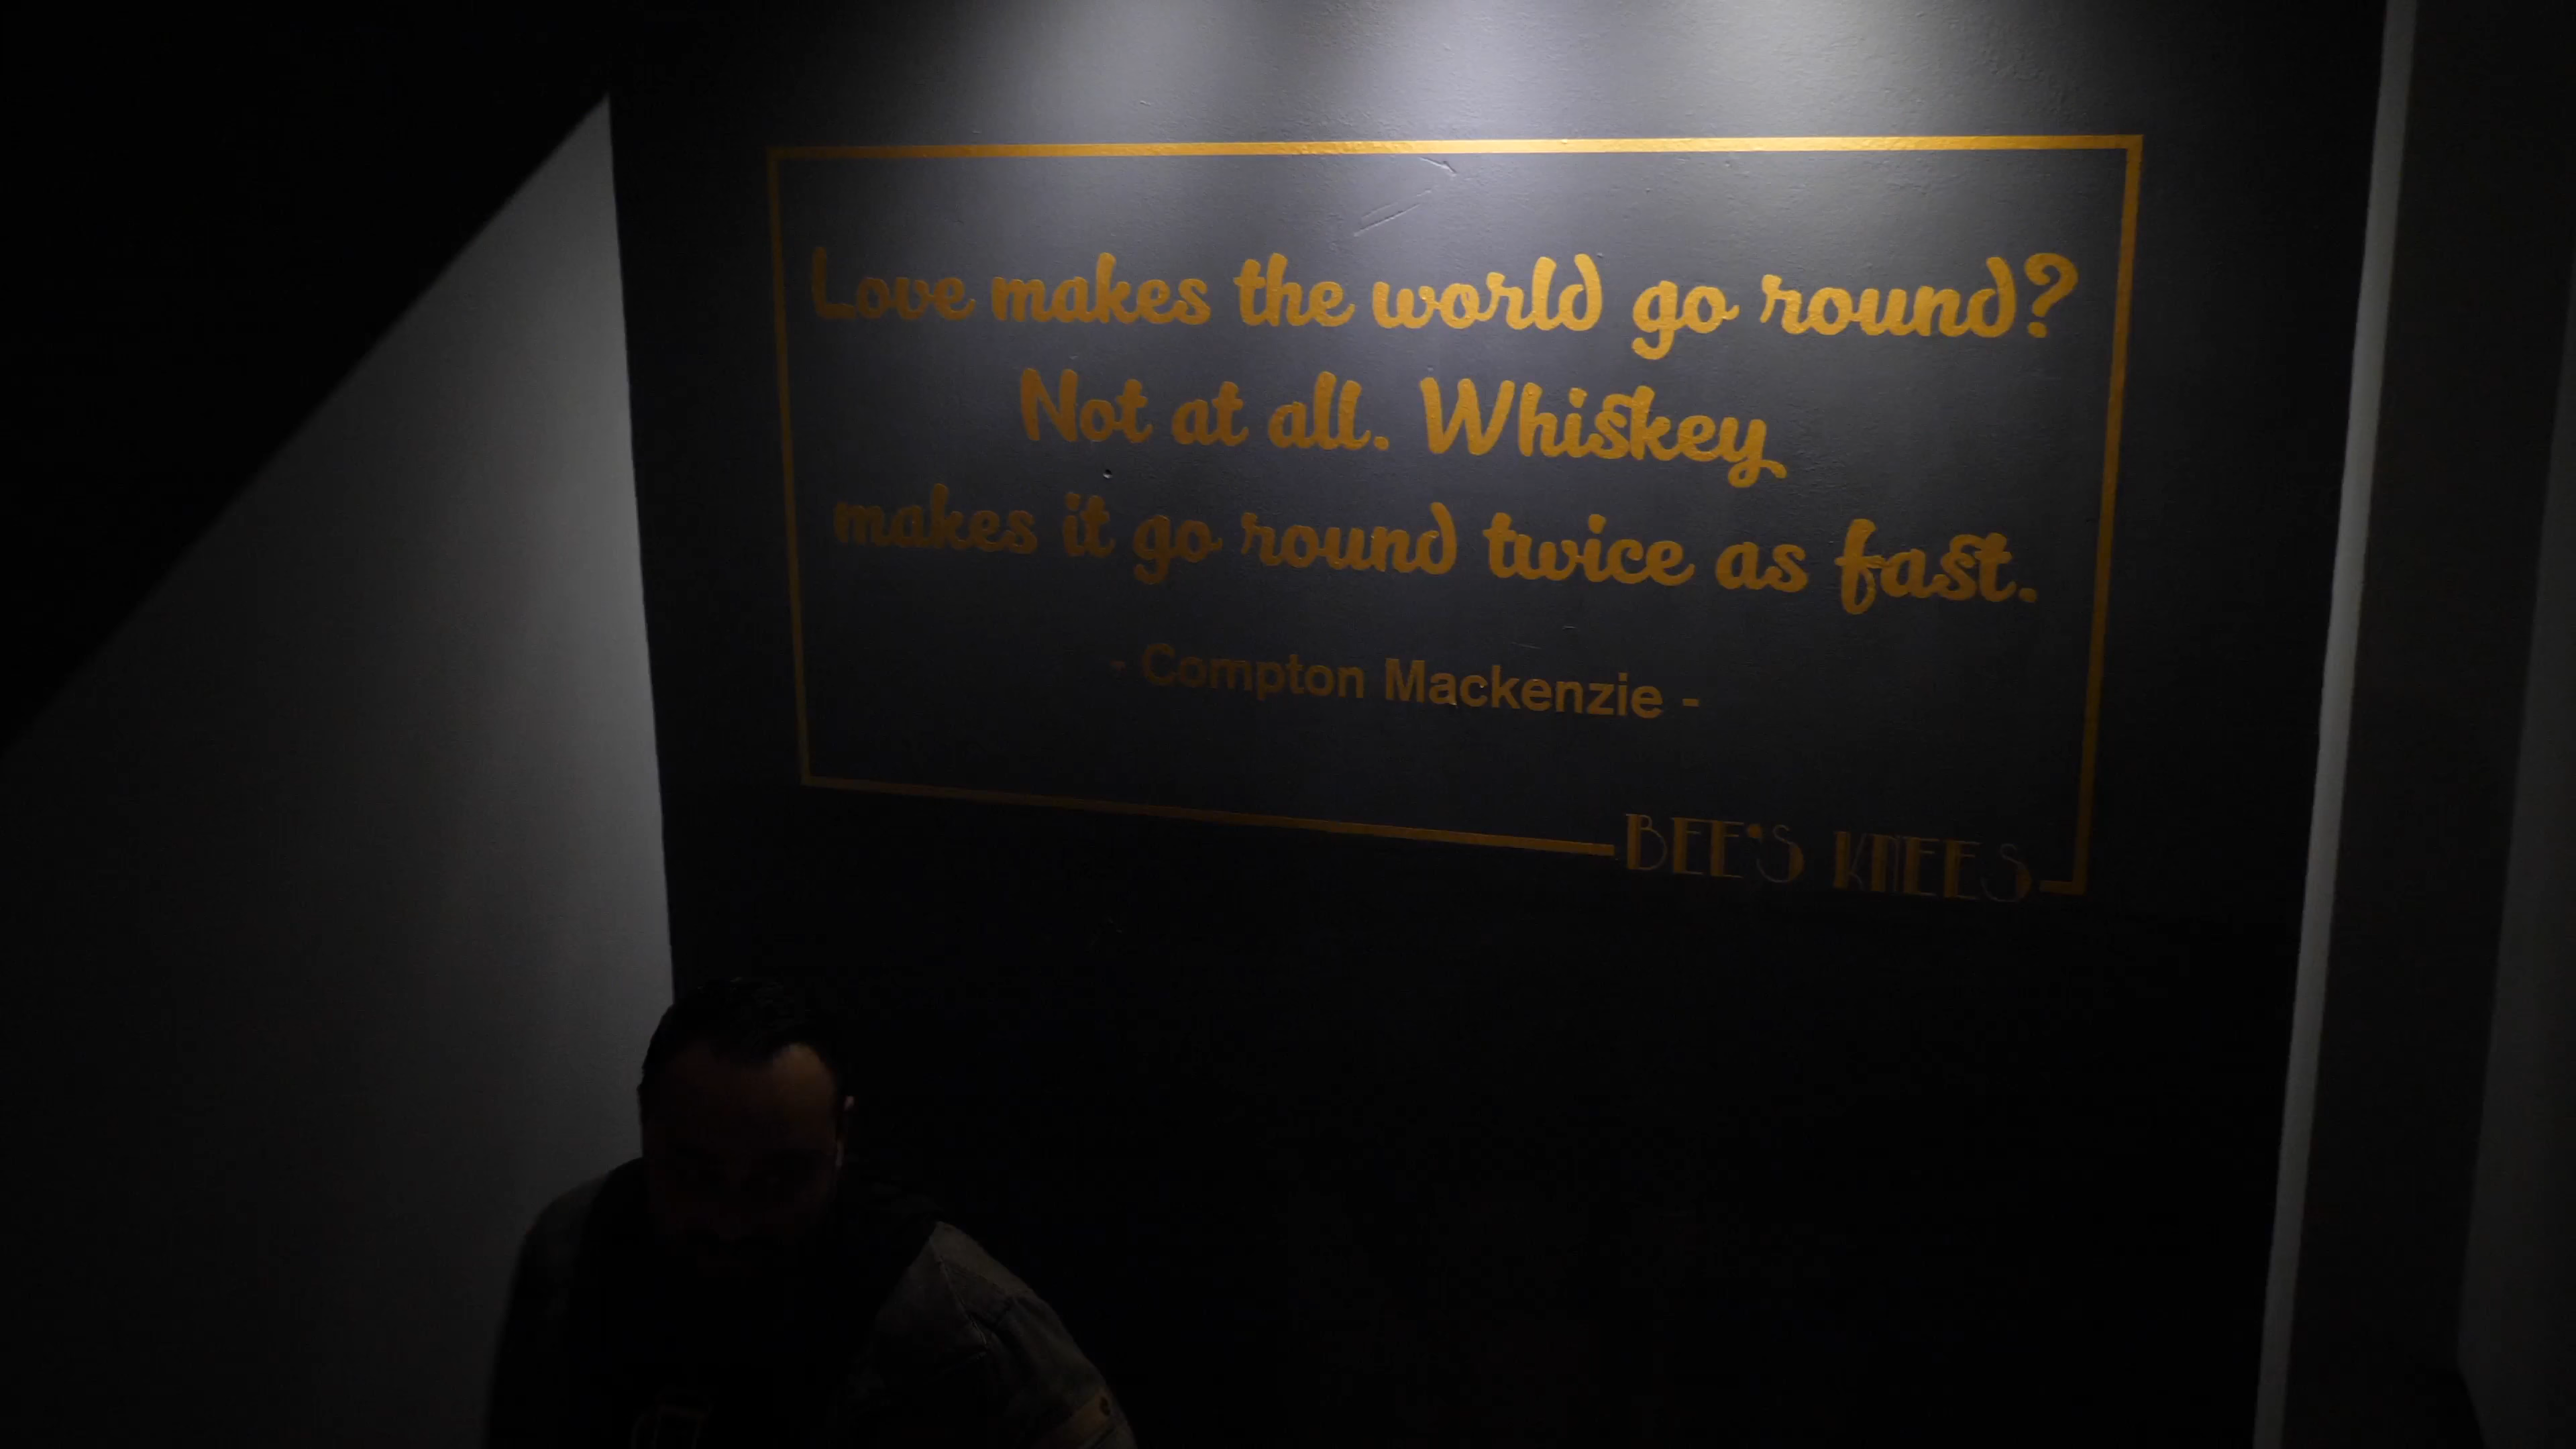 Love makes the world go round?
Not at all. Whiskey
makes it go round twice as fast.
- Compton Mackenzie -
BEE'S KNEES